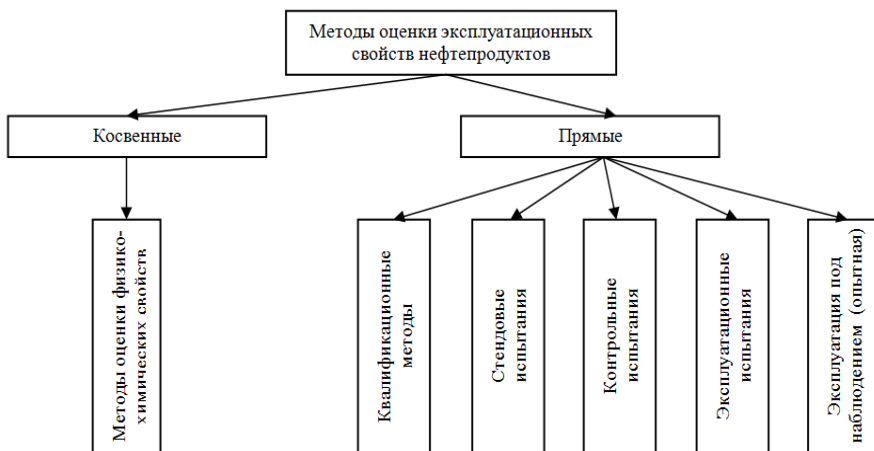 Методы оценки эксплуатационных
свойств нефтепродуктов
Косвенные
Прямые
Методы оценки физико-
химических свойств
Квалификационные
методы
Стендовые
испытания
Контрольные
испытания
Эксплуатационные
испытания
Эксплуатация под
наблюдением (опытная)